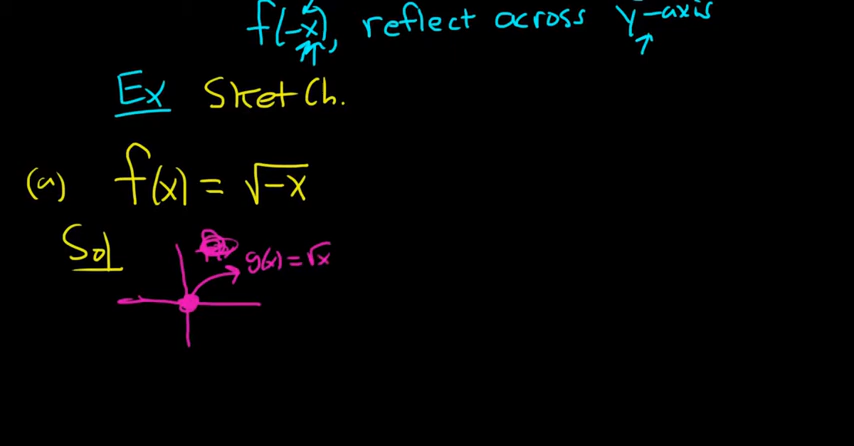 f(-x), reflect across y-axis
Ex Sketch.
(a) f(x) = √-x
Sol
g(x) = √x